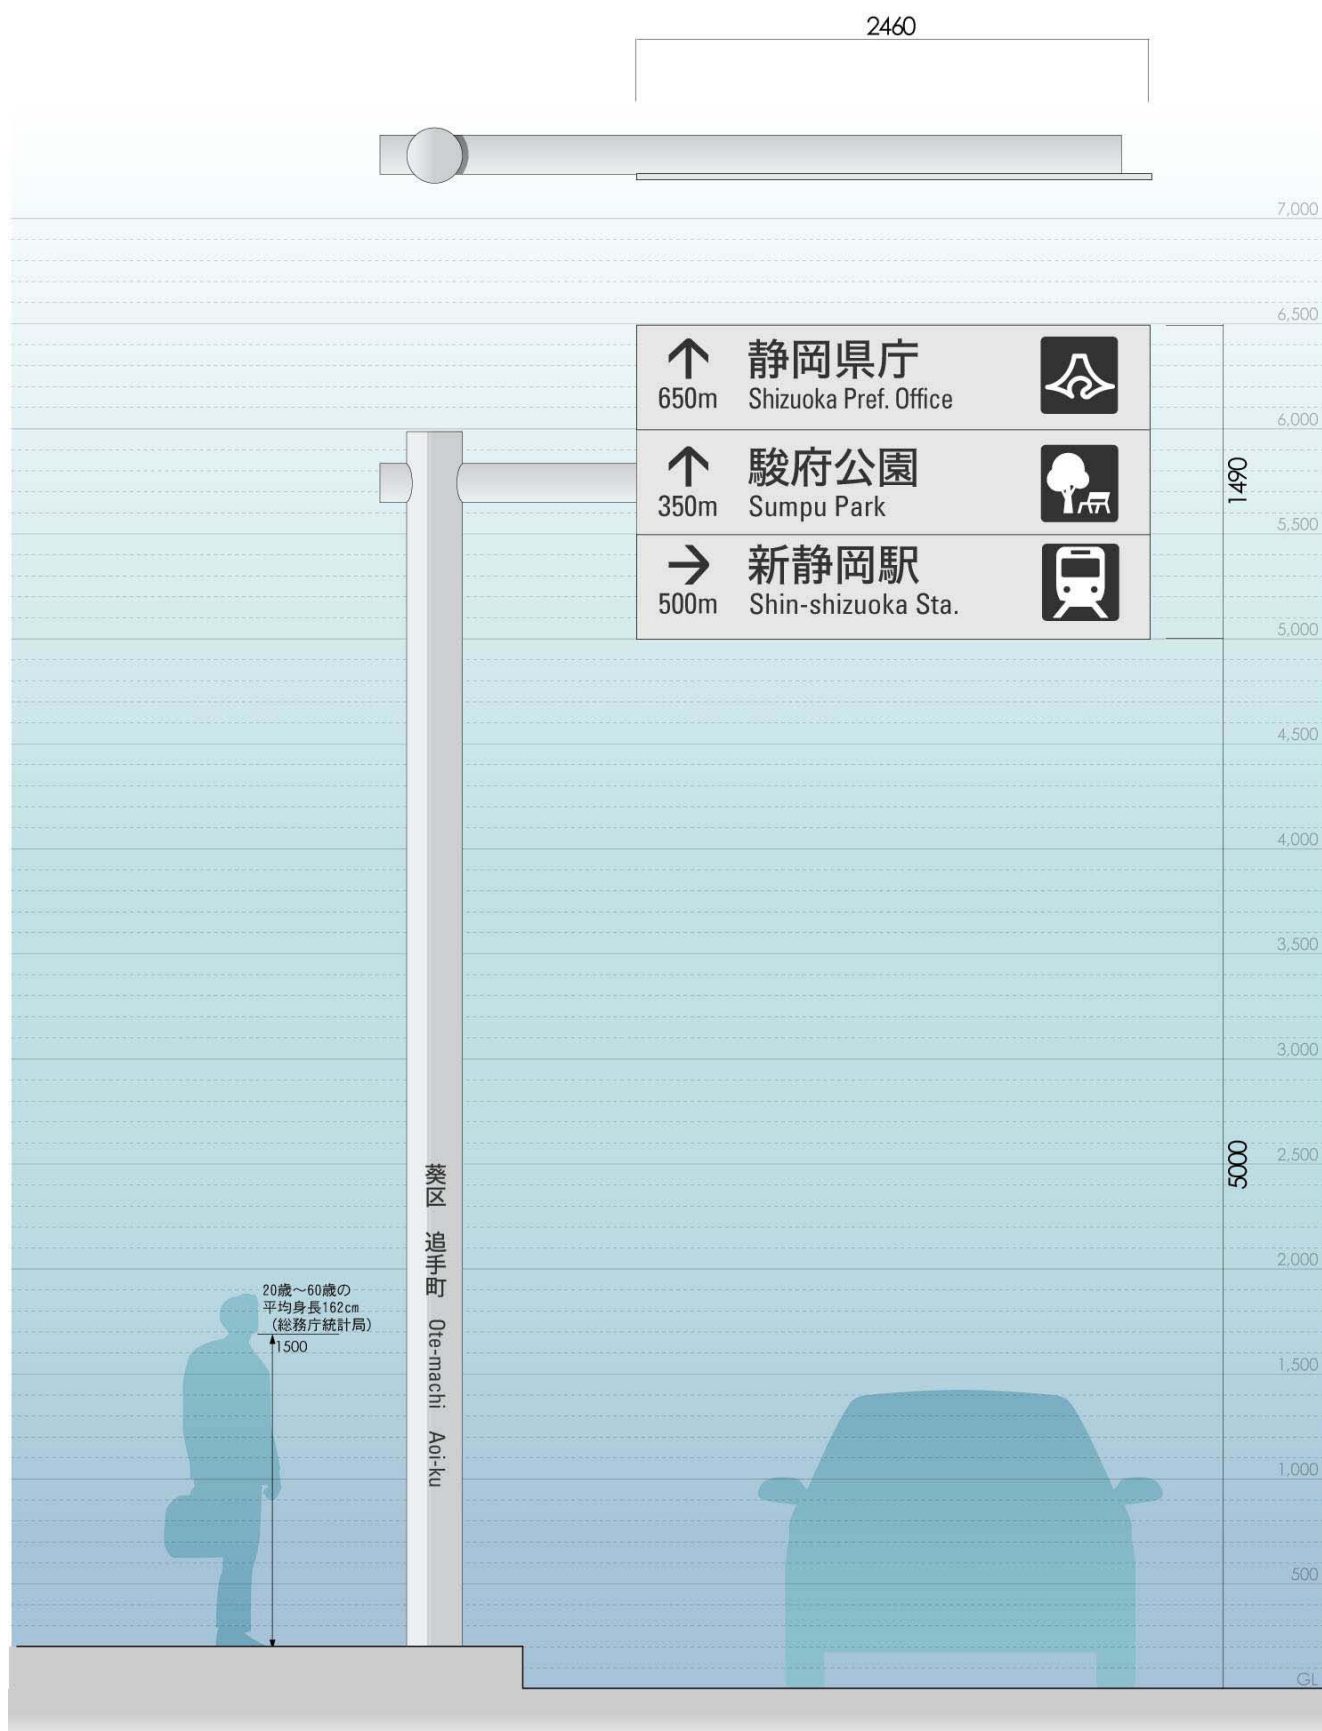 2460
7,000
6,500
静岡県庁
650m Shizuoka Pref. Office
6,000
駿府公園
350m Sumpu Park
1490
5,500
新静岡駅
500m Shin-shizuoka Sta.
5,000
4,500
4,000
3,500
3,000
2,500
5000
葵区 追手町 Ote-machi Aoi-ku
2,000
20歳～60歳の
平均身長162cm
(総務庁統計局)
1500
1,500
1,000
500
GL